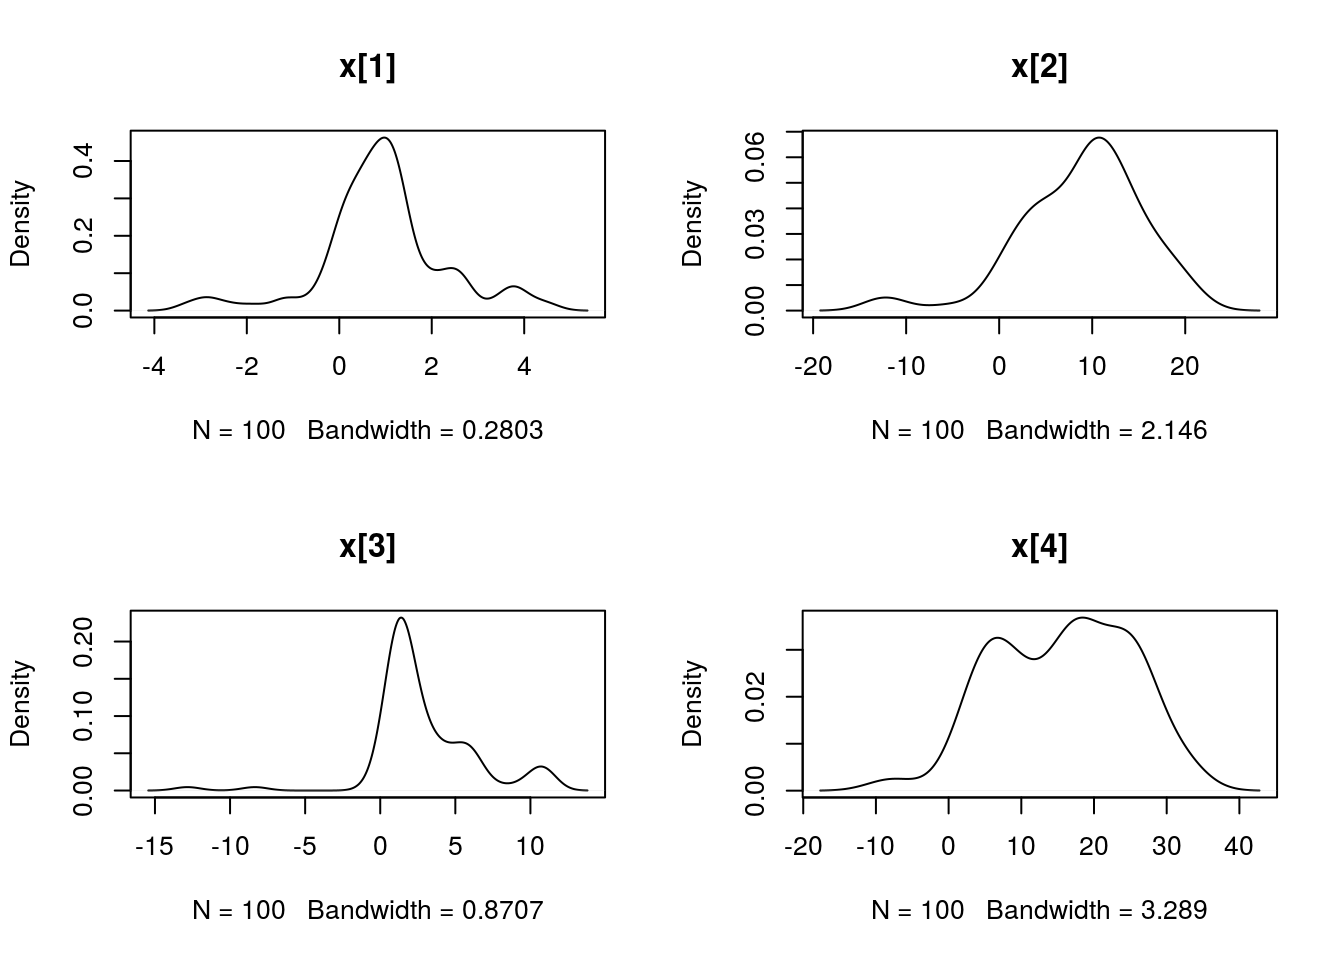 x[1]
Density
0.0 0.2 0.4
-4 -2 0 2 4
N = 100 Bandwidth = 0.2803
x[2]
Density
0.00 0.03 0.06
-20 -10 0 10 20
N = 100 Bandwidth = 2.146
x[3]
Density
0.00 0.10 0.20
-15 -10 -5 0 5 10
N = 100 Bandwidth = 0.8707
x[4]
Density
0.00 0.02
-20 -10 0 10 20 30 40
N = 100 Bandwidth = 3.289